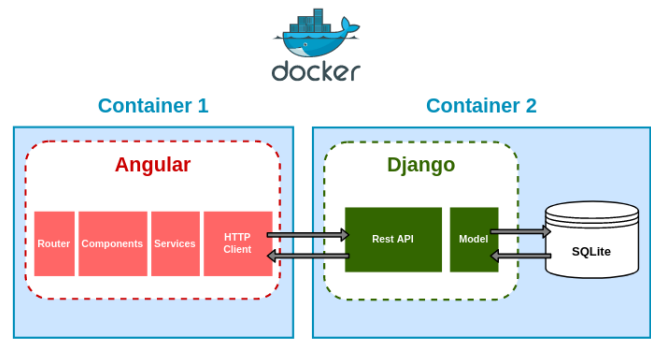 docker
Container 1
Container 2
Angular
Django
Router
Components
Services
HTTP
Client
Rest API
Model
SQLite